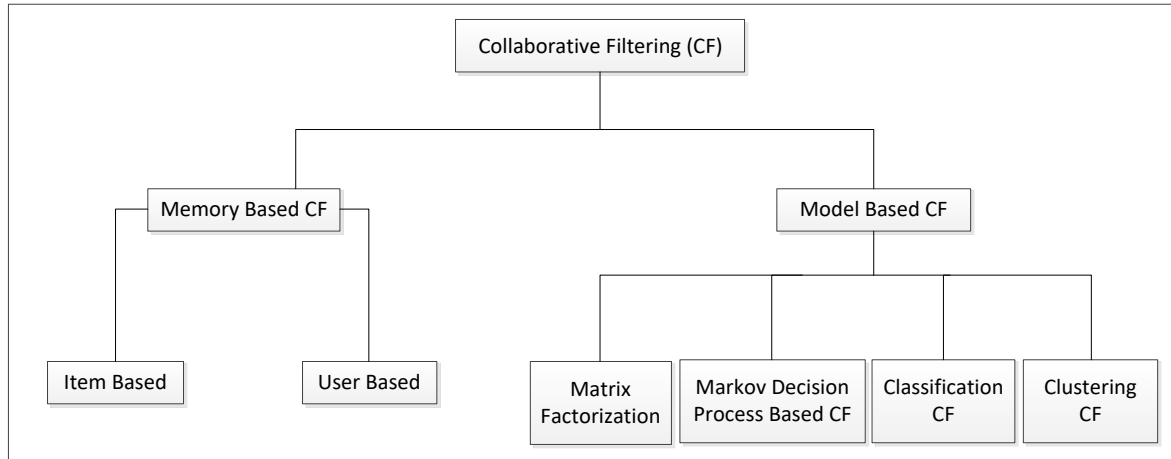 Collaborative Filtering (CF)
Memory Based CF
Model Based CF
Item Based
User Based
Matrix
Factorization
Markov Decision
Process Based CF
Classification
CF
Clustering
CF